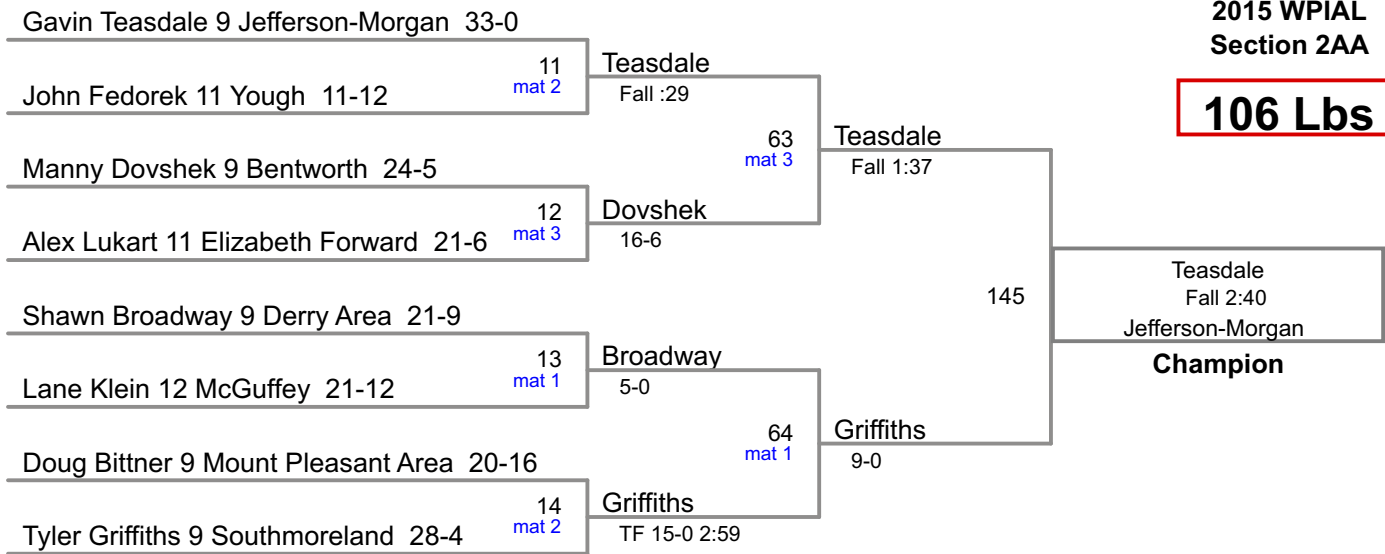 Gavin Teasdale 9 Jefferson-Morgan 33-0
2015 WPIAL
Section 2AA
106 Lbs
11
mat 2
Teasdale
Fall :29
John Fedorek 11 Yough 11-12
63
mat 3
Teasdale
Fall 1:37
Manny Dovshek 9 Bentworth 24-5
12
mat 3
Dovshek
16-6
Alex Lukart 11 Elizabeth Forward 21-6
145
Teasdale
Fall 2:40
Jefferson-Morgan
Champion
Shawn Broadway 9 Derry Area 21-9
13
mat 1
Broadway
5-0
Lane Klein 12 McGuffey 21-12
64
mat 1
Griffiths
9-0
Doug Bittner 9 Mount Pleasant Area 20-16
14
mat 2
Griffiths
TF 15-0 2:59
Tyler Griffiths 9 Southmoreland 28-4